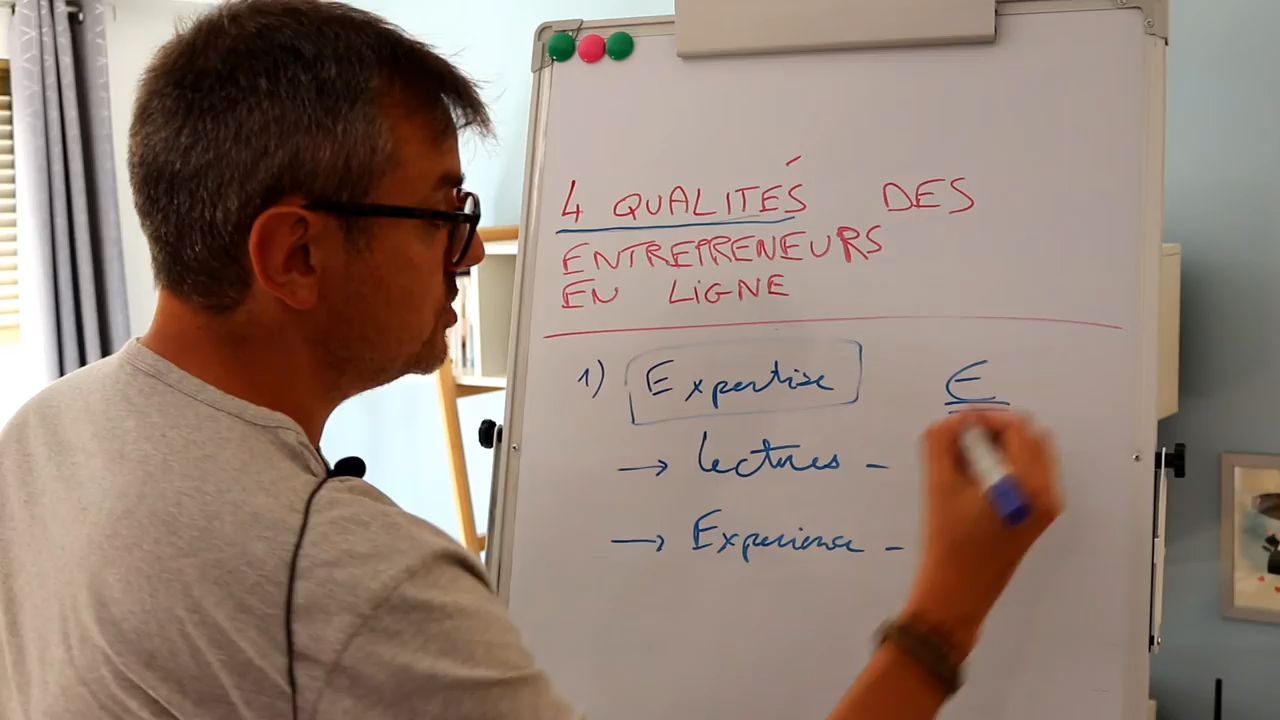 4 QUALITÉS DES
ENTREPRENEURS
EN LIGNE
1) Expertise E
→ Lectures -
→ Experience -